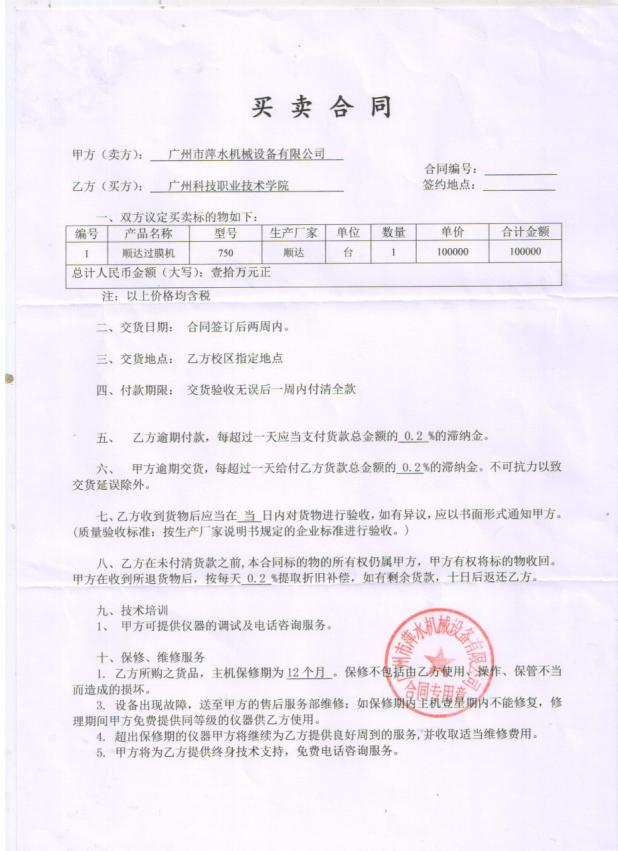 买 卖 合 同
甲方（卖方）： 广州市萍水机械设备有限公司
合同编号：
乙方（买方）： 广州科技职业技术学院
签约地点：
一、双方议定买卖标的物如下：
编号 产品名称 型号 生产厂家 单位 数量 单价 合计金额
1 顺达过膜机 750 顺达 台 1 100000 100000
总计人民币金额（大写）：壹拾万元正
注：以上价格均含税
二、交货日期： 合同签订后两周内。
三、交货地点： 乙方校区指定地点
四、付款期限： 交货验收无误后一周内付清全款
五、 乙方逾期付款，每超过一天应当支付货款总金额的 0.2 %的滞纳金。
六、 甲方逾期交货，每超过一天给付乙方货款总金额的 0.2%的滞纳金。不可抗力以致
交货延误除外。
七、乙方收到货物后应当在 当 日内对货物进行验收，如有异议，应以书面形式通知甲方。
(质量验收标准：按生产厂家说明书规定的企业标准进行验收。)
八、乙方在未付清货款之前,本合同标的物的所有权仍属甲方，甲方有权将标的物收回。
甲方在收到所退货物后，按每天 0.2 %提取折旧补偿，如有剩余货款，十日后返还乙方。
九、技术培训
1、 甲方可提供仪器的调试及电话咨询服务。
十、保修、维修服务
1. 乙方所购之货品，主机保修期为 12 个月 。保修不包括由乙方使用、操作、保管不当
而造成的损坏。
3. 设备出现故障，送至甲方的售后服务部维修；如保修期内主机壹星期内不能修复，修
理期间甲方免费提供同等级的仪器供乙方使用。
4. 超出保修期的仪器甲方将继续为乙方提供良好周到的服务,并收取适当维修费用。
5. 甲方将为乙方提供终身技术支持，免费电话咨询服务。
广州市萍水机械设备有限公司
合同专用章